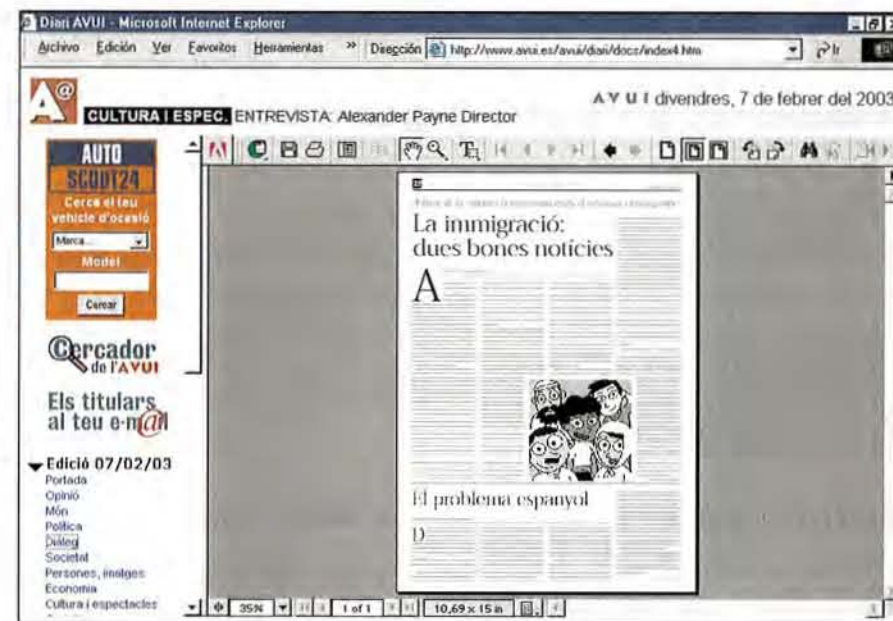 Diari AVUI - Microsoft Internet Explorer
Archivo Edición Ver Favoritos Herramientas » Dirección http://www.avui.es/avui/diari/docs/index4.htm Ir
A@
CULTURA I ESPEC. ENTREVISTA: Alexander Payne Director
AVUI divendres, 7 de febrer del 2003
AUTO
SCOUT24
Cerca el teu
vehicle d'ocasió
Marca...
Model
Cercar
Cercador
de l'AVUI
Els titulars
al teu e-m@il
Edició 07/02/03
Portada
Opinió
Món
Política
Diàleg
Societat
Persones, imatges
Economia
Cultura i espectacles
La immigració:
dues bones notícies
A
El problema espanyol
D
35% 1 of 1 10,69 x 15 in